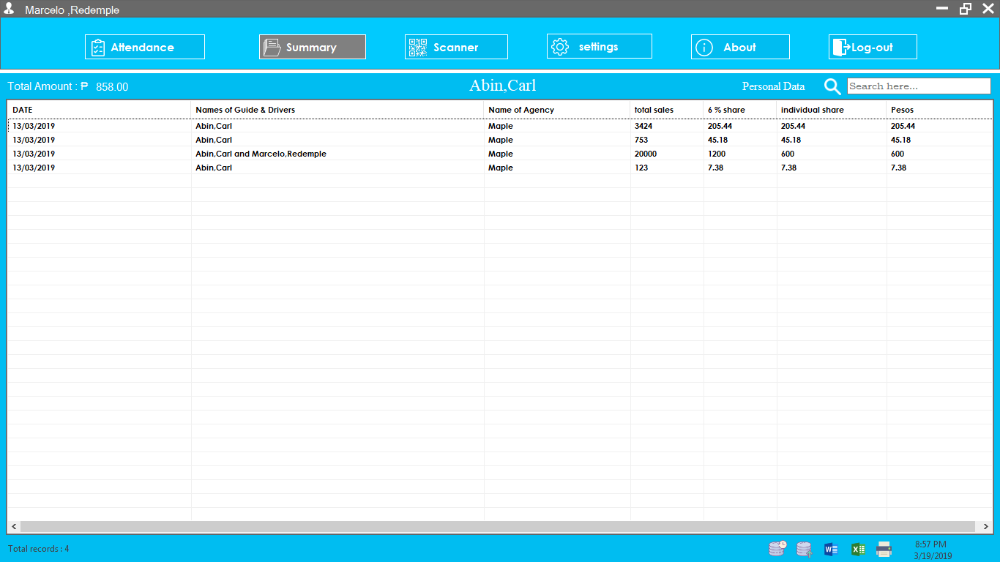 Marcelo ,Redemple
Attendance Summary Scanner settings About Log-out
Total Amount : ₱ 858.00 Abin,Carl Personal Data Search here...
DATE Names of Guide & Drivers Name of Agency total sales 6 % share individual share Pesos
13/03/2019 Abin,Carl Maple 3424 205.44 205.44 205.44
13/03/2019 Abin,Carl Maple 753 45.18 45.18 45.18
13/03/2019 Abin,Carl and Marcelo,Redemple Maple 20000 1200 600 600
13/03/2019 Abin,Carl Maple 123 7.38 7.38 7.38
Total records : 4 8:57 PM
3/19/2019